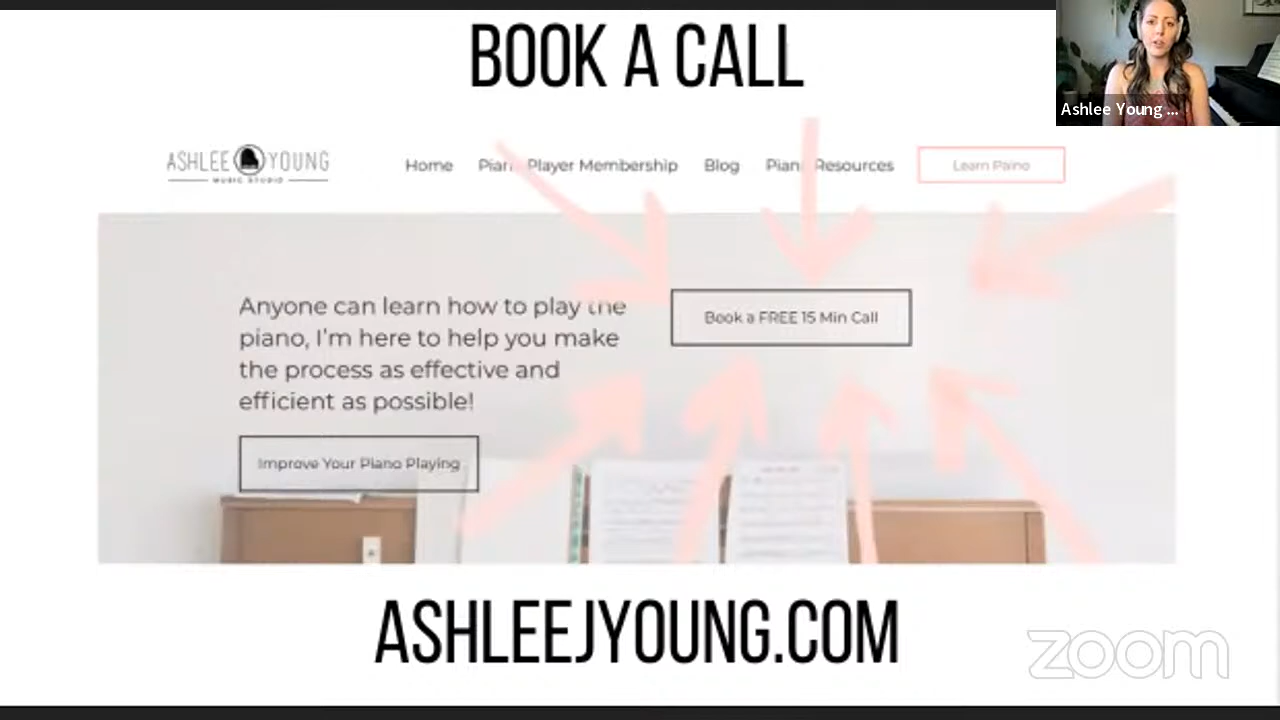 BOOK A CALL
Ashlee Young ...
ASHLEE YOUNG
MUSIC STUDIO
Home Piano Player Membership Blog Piano Resources Learn Paino
Anyone can learn how to play the
piano, I'm here to help you make
the process as effective and
efficient as possible!
Book a FREE 15 Min Call
Improve Your Piano Playing
ASHLEEJYOUNG.COM
zoom